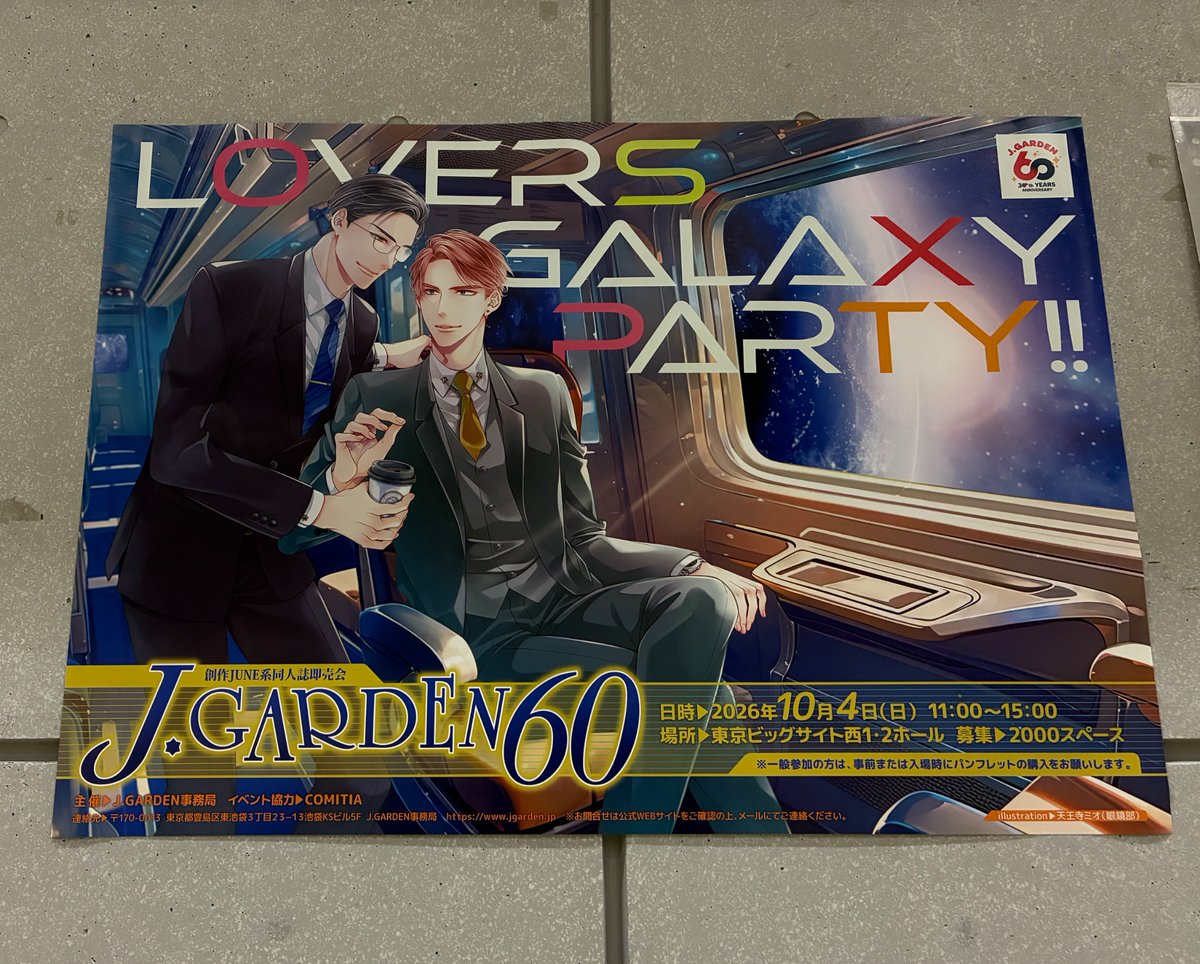 LOVERS
GALAXY
PARTY!!
J.GARDEN
60
30th YEARS
ANNIVERSARY
創作JUNE系同人誌即売会
J.GARDEN60
日時▶2026年10月4日(日) 11:00〜15:00
場所▶東京ビッグサイト西1・2ホール 募集▶2000スペース
※一般参加の方は、事前または入場時にパンフレットの購入をお願いします。
主催▶J.GARDEN事務局 イベント協力▶COMITIA
連絡先▶〒170-0013 東京都豊島区東池袋3丁目23-13池袋KSビル5F J.GARDEN事務局 https://www.jgarden.jp ※お問合せは公式WEBサイトをご確認の上、メールにてご連絡ください。
illustration▶天王寺ミオ(眼鏡部)